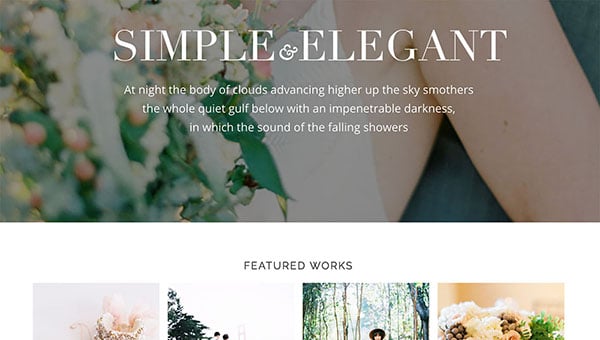 SIMPLE & ELEGANT
At night the body of clouds advancing higher up the sky smothers
the whole quiet gulf below with an impenetrable darkness,
in which the sound of the falling showers
FEATURED WORKS